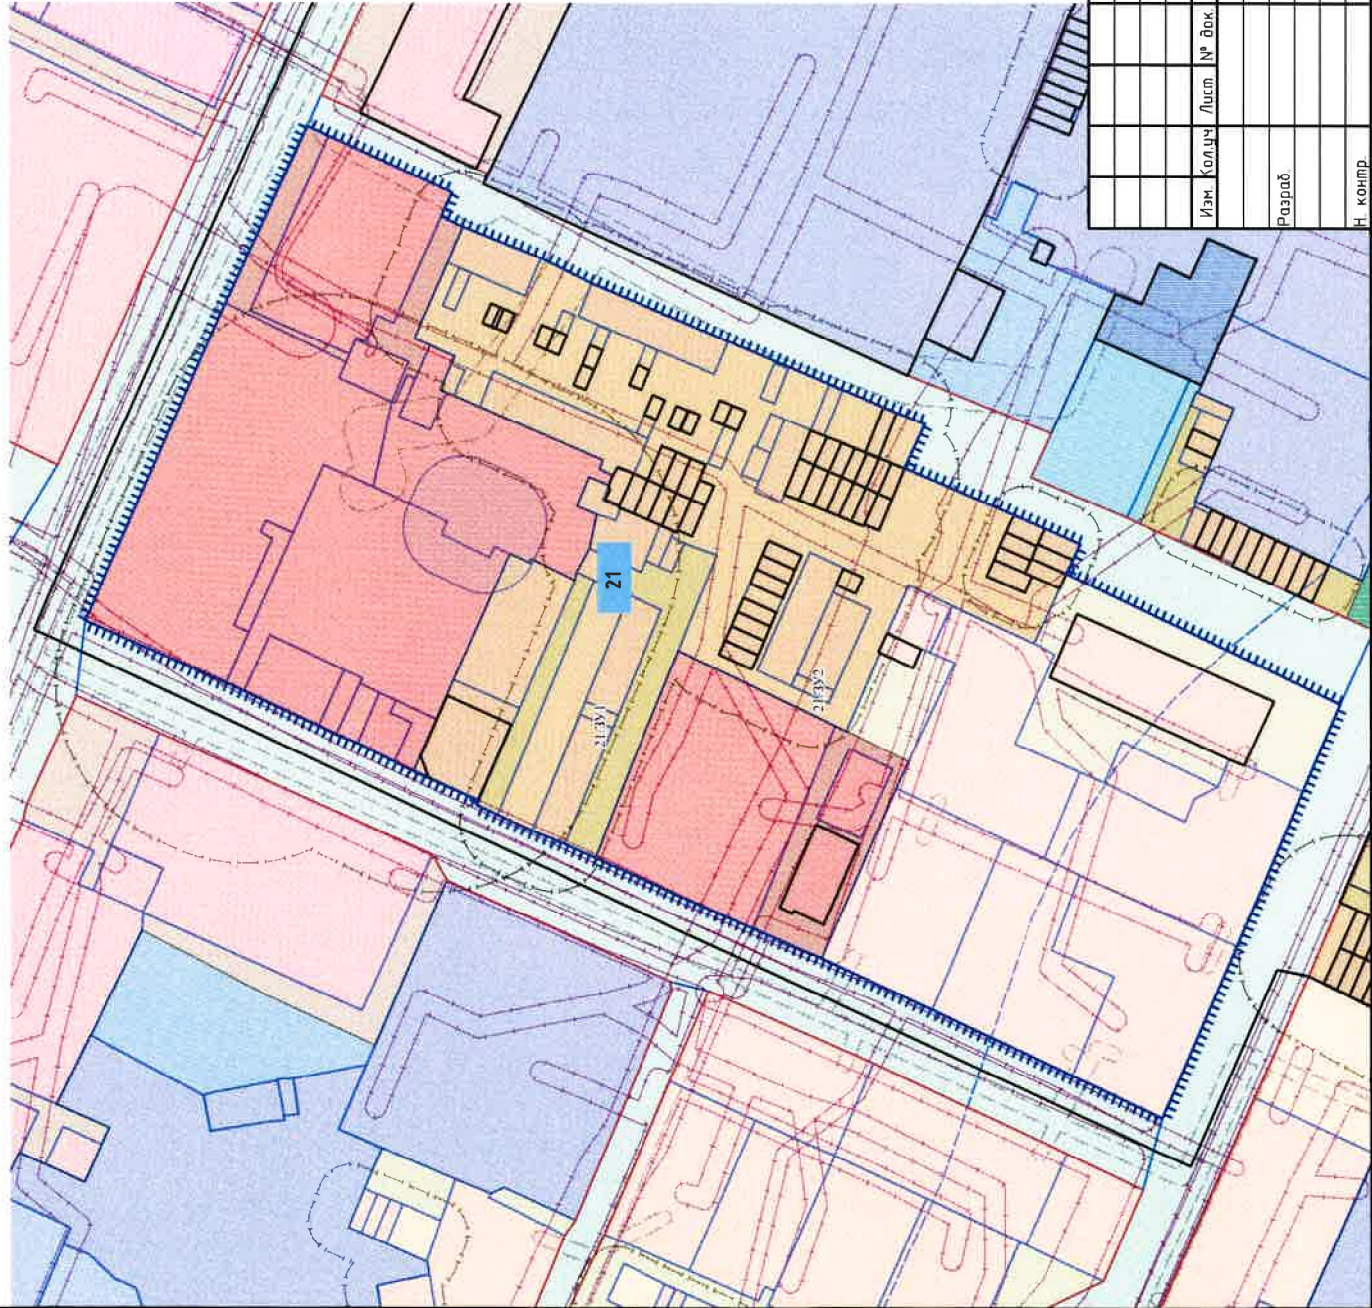 Изм.
Кол.уч
Лист
№ док.
Разраб.
Н. контр
21
21:ЗУ1
21:ЗУ2